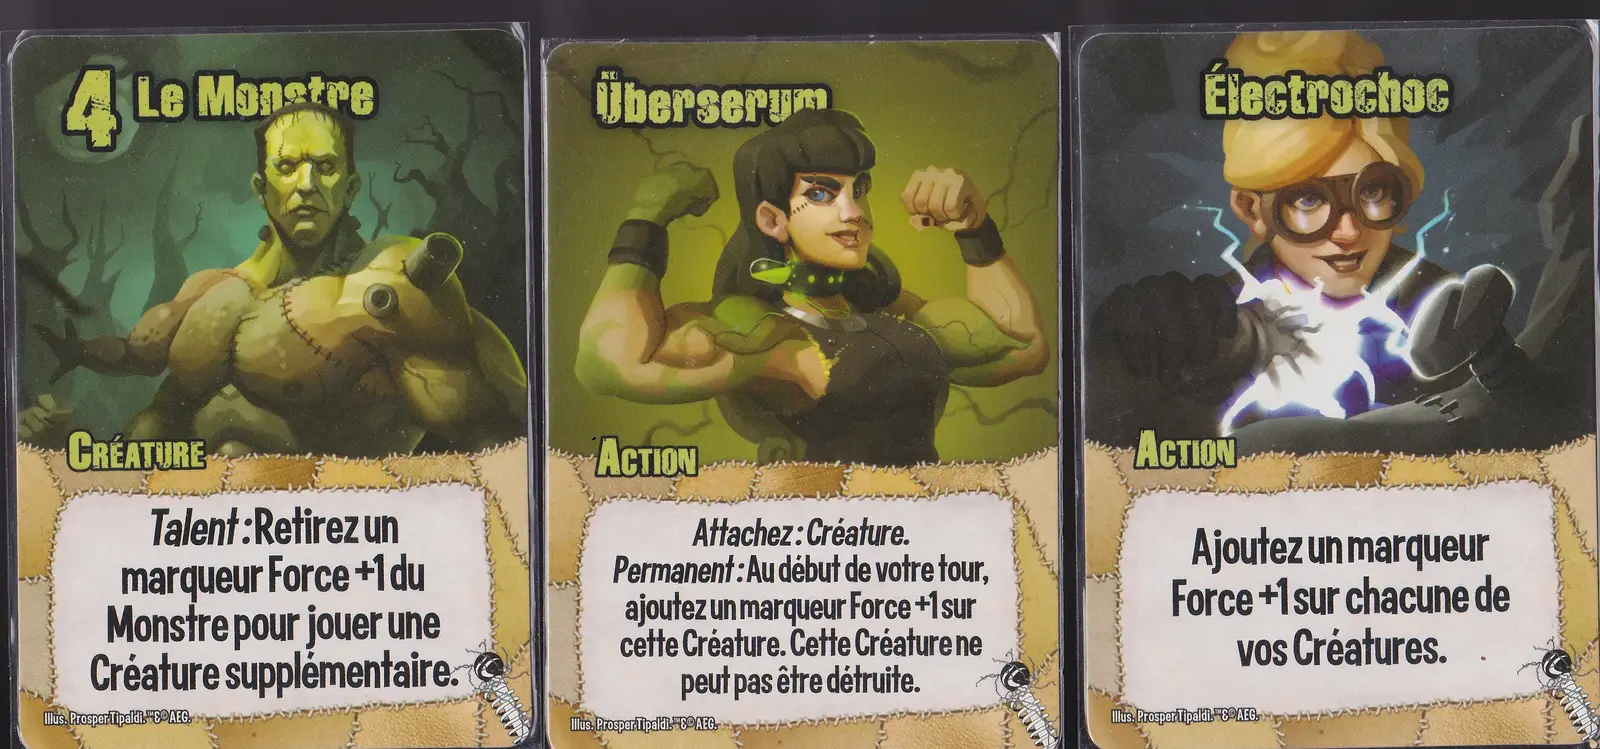 4 Le Monstre
Créature
Talent : Retirez un
marqueur Force +1 du
Monstre pour jouer une
Créature supplémentaire.
Illus. Prosper Tipaldi.™&©AEG.
Überserum
Action
Attachez : Créature.
Permanent : Au début de votre tour,
ajoutez un marqueur Force +1 sur
cette Créature. Cette Créature ne
peut pas être détruite.
Illus. Prosper Tipaldi.™&©AEG.
Électrochoc
Action
Ajoutez un marqueur
Force +1 sur chacune de
vos Créatures.
Illus. Prosper Tipaldi.™&©AEG.